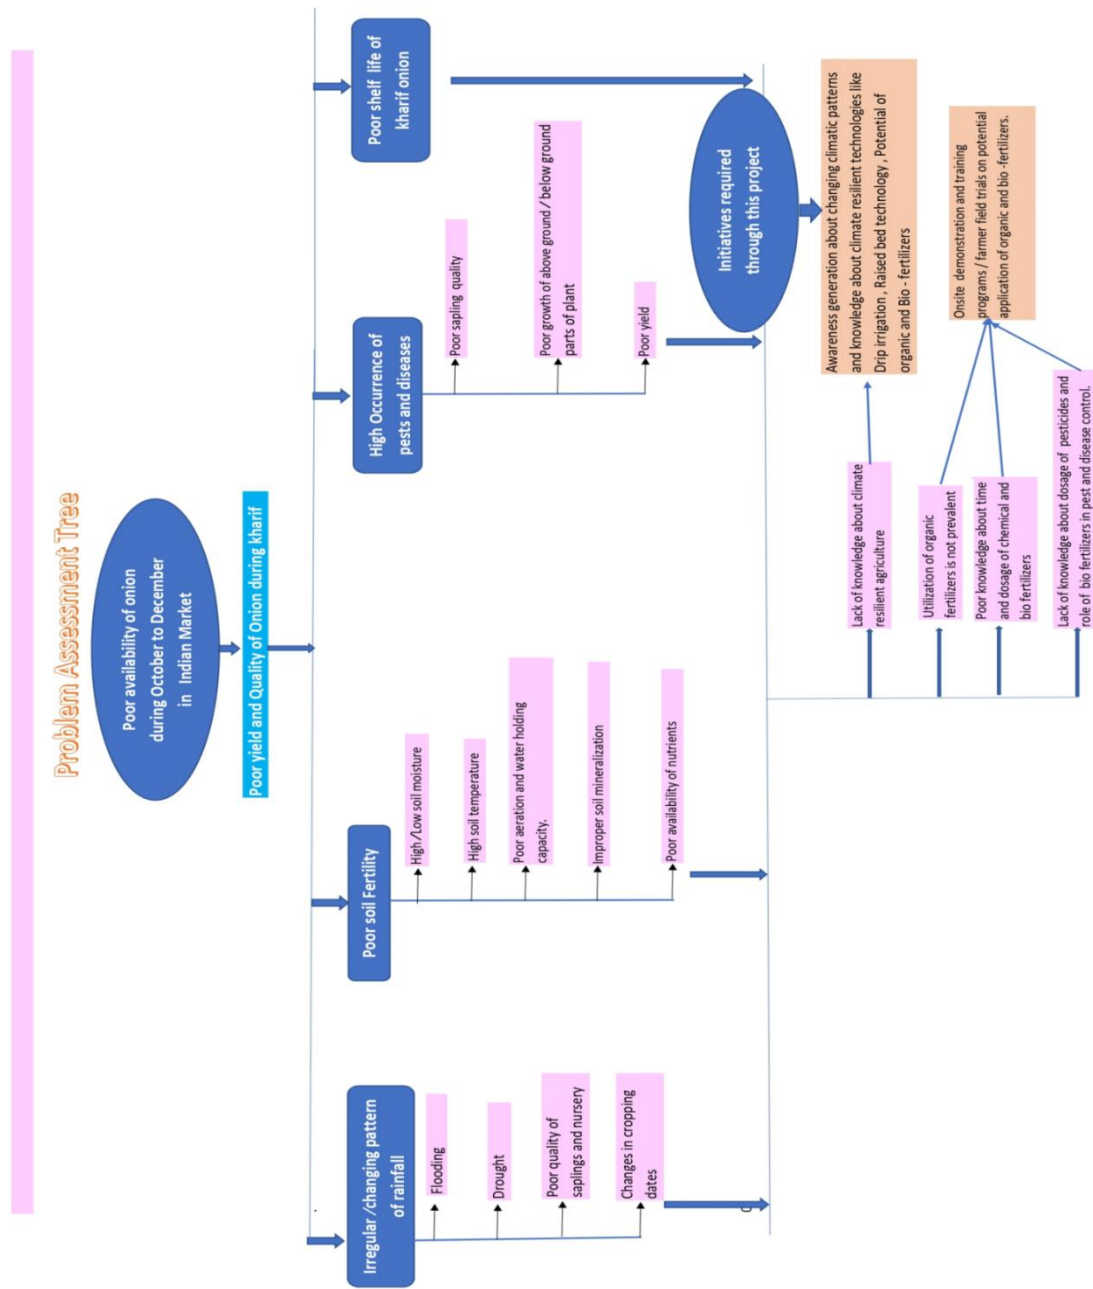 Problem Assessment Tree
Poor availability of onion
during October to December
in Indian Market
Poor yield and Quality of Onion during kharif
Irregular /changing pattern
of rainfall
Flooding
Drought
Poor quality of
saplings and nursery
Changes in cropping
dates
Poor soil Fertility
High /Low soil moisture
High soil temperature
Poor aeration and water holding
capacity.
Improper soil mineralization
Poor availability of nutrients
High Occurrence of
pests and diseases
Poor sapling quality
Poor growth of above ground / below ground
parts of plant
Poor yield
Poor shelf life of
kharif onion
Initiatives required
through this project
Lack of knowledge about climate
resilient agriculture
Utilization of organic
fertilizers is not prevalent
Poor knowledge about time
and dosage of chemical and
bio fertilizers
Lack of knowledge about dosage of pesticides and
role of bio fertilizers in pest and disease control.
Awareness generation about changing climatic patterns
and knowledge about climate resilient technologies like
Drip irrigation , Raised bed technology , Potential of
organic and Bio - fertilizers
Onsite demonstration and training
programs / farmer field trials on potential
application of organic and bio -fertilizers.